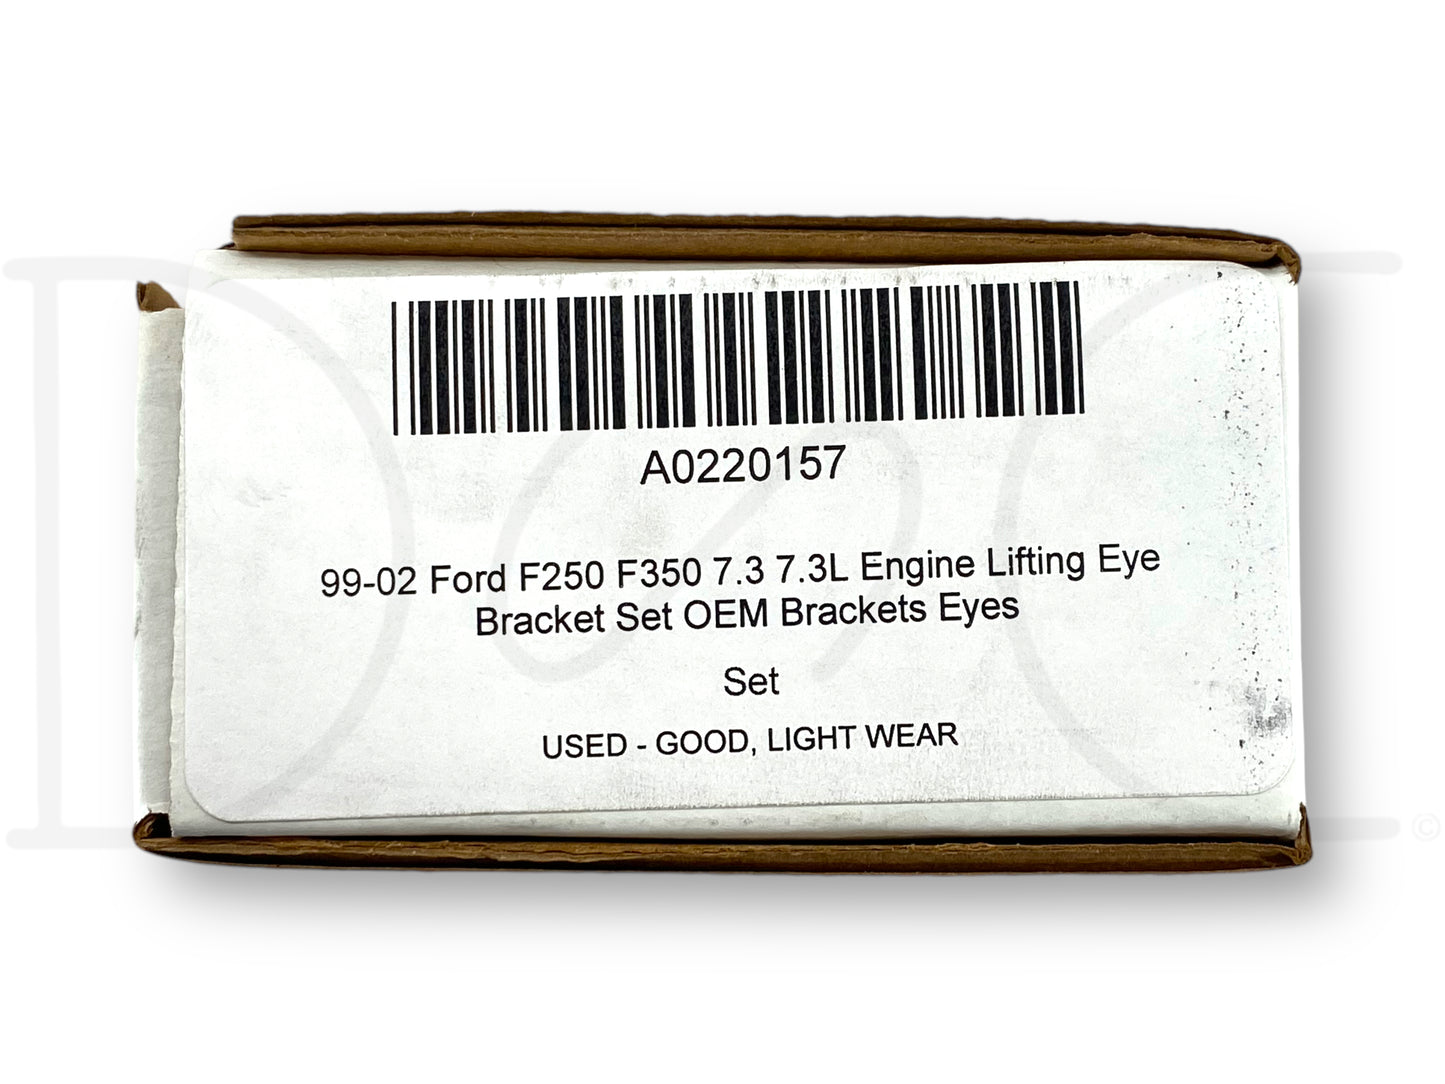 A0220157
99-02 Ford F250 F350 7.3 7.3L Engine Lifting Eye
Bracket Set OEM Brackets Eyes
Set
USED - GOOD, LIGHT WEAR